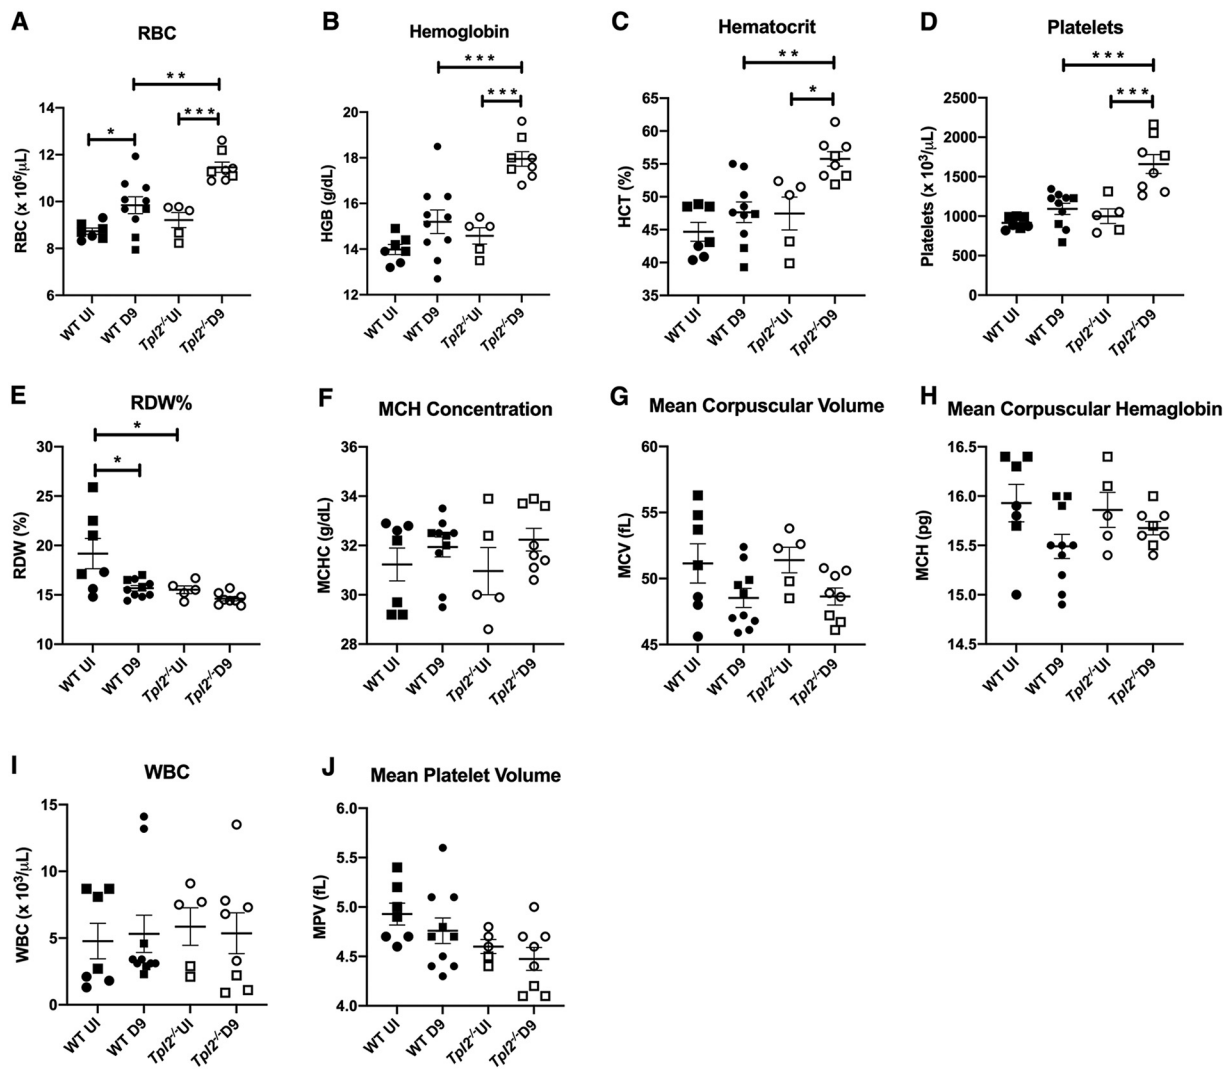 A
RBC
* *
* * *
*
14
12
10
8
6
RBC (x 10⁶/μL)
WT UI
WT D9
Tpl2⁻/⁻UI
Tpl2⁻/⁻D9
B
Hemoglobin
* * *
* * *
20
18
16
14
12
HGB (g/dL)
WT UI
WT D9
Tpl2⁻/⁻UI
Tpl2⁻/⁻D9
C
Hematocrit
* *
*
65
60
55
50
45
40
35
HCT (%)
WT UI
WT D9
Tpl2⁻/⁻UI
Tpl2⁻/⁻D9
D
Platelets
* * *
* * *
2500
2000
1500
1000
500
0
Platelets (x 10³/μL)
WT UI
WT D9
Tpl2⁻/⁻UI
Tpl2⁻/⁻D9
E
RDW%
*
*
30
25
20
15
10
RDW (%)
WT UI
WT D9
Tpl2⁻/⁻UI
Tpl2⁻/⁻D9
F
MCH Concentration
36
34
32
30
28
MCHC (g/dL)
WT UI
WT D9
Tpl2⁻/⁻UI
Tpl2⁻/⁻D9
G
Mean Corpuscular Volume
60
55
50
45
MCV (fL)
WT UI
WT D9
Tpl2⁻/⁻UI
Tpl2⁻/⁻D9
H
Mean Corpuscular Hemaglobin
16.5
16.0
15.5
15.0
14.5
MCH (pg)
WT UI
WT D9
Tpl2⁻/⁻UI
Tpl2⁻/⁻D9
I
WBC
15
10
5
0
WBC (x 10³/μL)
WT UI
WT D9
Tpl2⁻/⁻UI
Tpl2⁻/⁻D9
J
Mean Platelet Volume
6.0
5.5
5.0
4.5
4.0
MPV (fL)
WT UI
WT D9
Tpl2⁻/⁻UI
Tpl2⁻/⁻D9